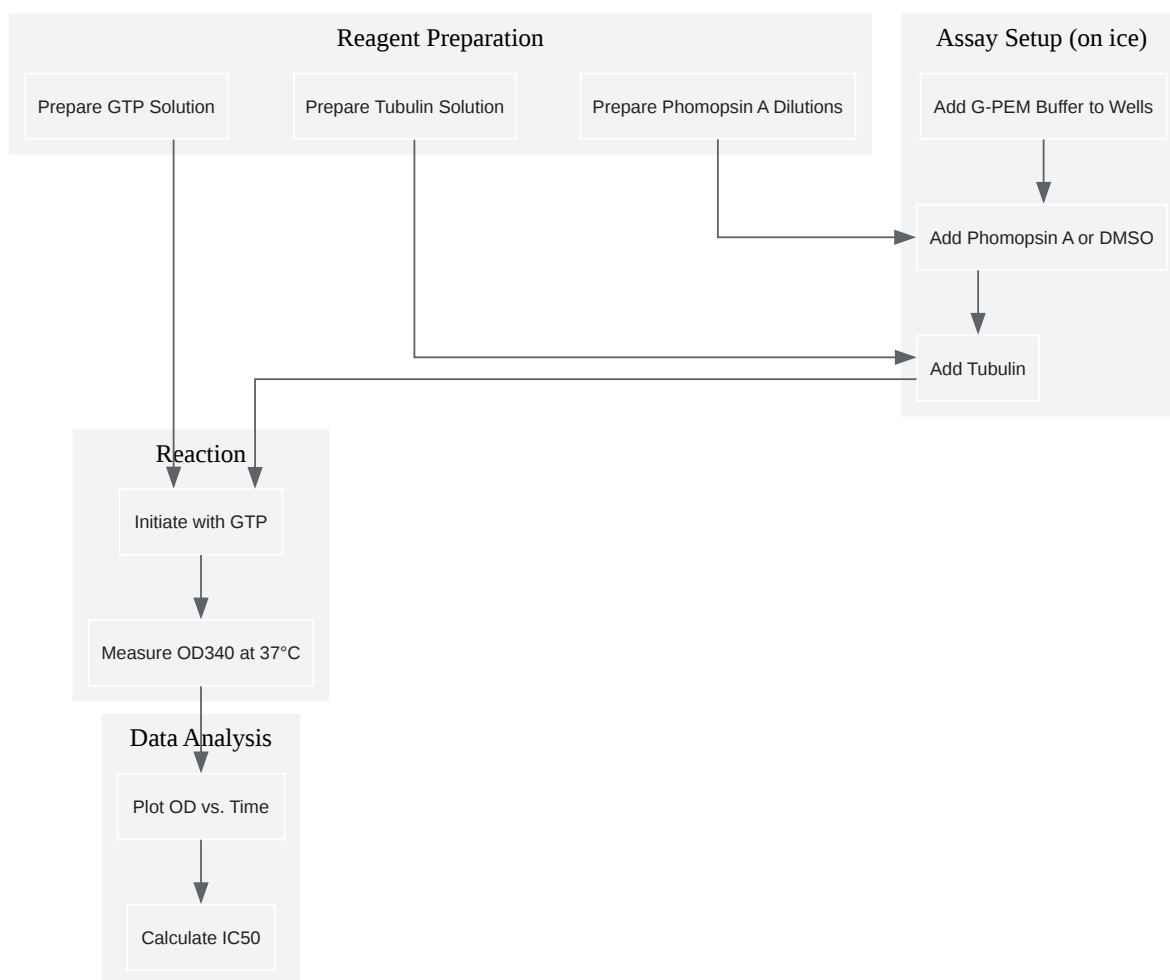 Reagent Preparation
Prepare GTP Solution
Prepare Tubulin Solution
Prepare Phomopsin A Dilutions
Assay Setup (on ice)
Add G-PEM Buffer to Wells
Add Phomopsin A or DMSO
Add Tubulin
Reaction
Initiate with GTP
Measure OD340 at 37°C
Data Analysis
Plot OD vs. Time
Calculate IC50